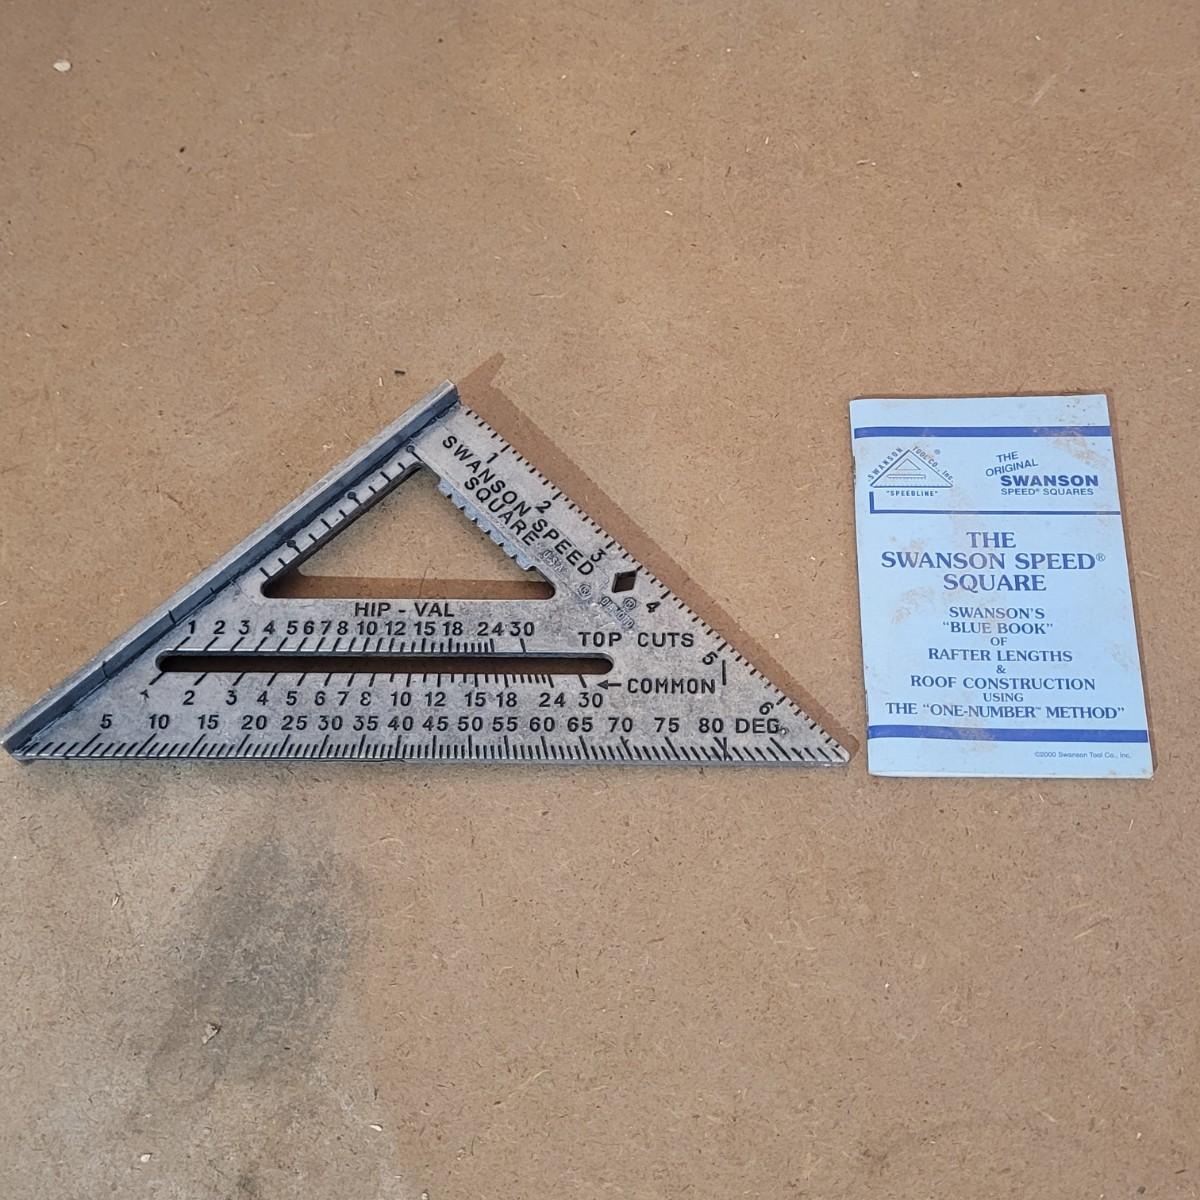 1
2
3
4
5
6
SWANSON SPEED
SQUARE
HIP - VAL
1 2 3 4 5 6 7 8 10 12 15 18 24 30
TOP CUTS
COMMON
2 3 4 5 6 7 8 10 12 15 18 24 30
5 10 15 20 25 30 35 40 45 50 55 60 65 70 75 80 DEG.
SWANSON TOOL CO., Inc.
"SPEEDLINE"
THE
ORIGINAL
SWANSON
SPEED® SQUARES
THE
SWANSON SPEED®
SQUARE
SWANSON'S
"BLUE BOOK"
OF
RAFTER LENGTHS
&
ROOF CONSTRUCTION
USING
THE "ONE-NUMBER™ METHOD"
©2000 Swanson Tool Co., Inc.